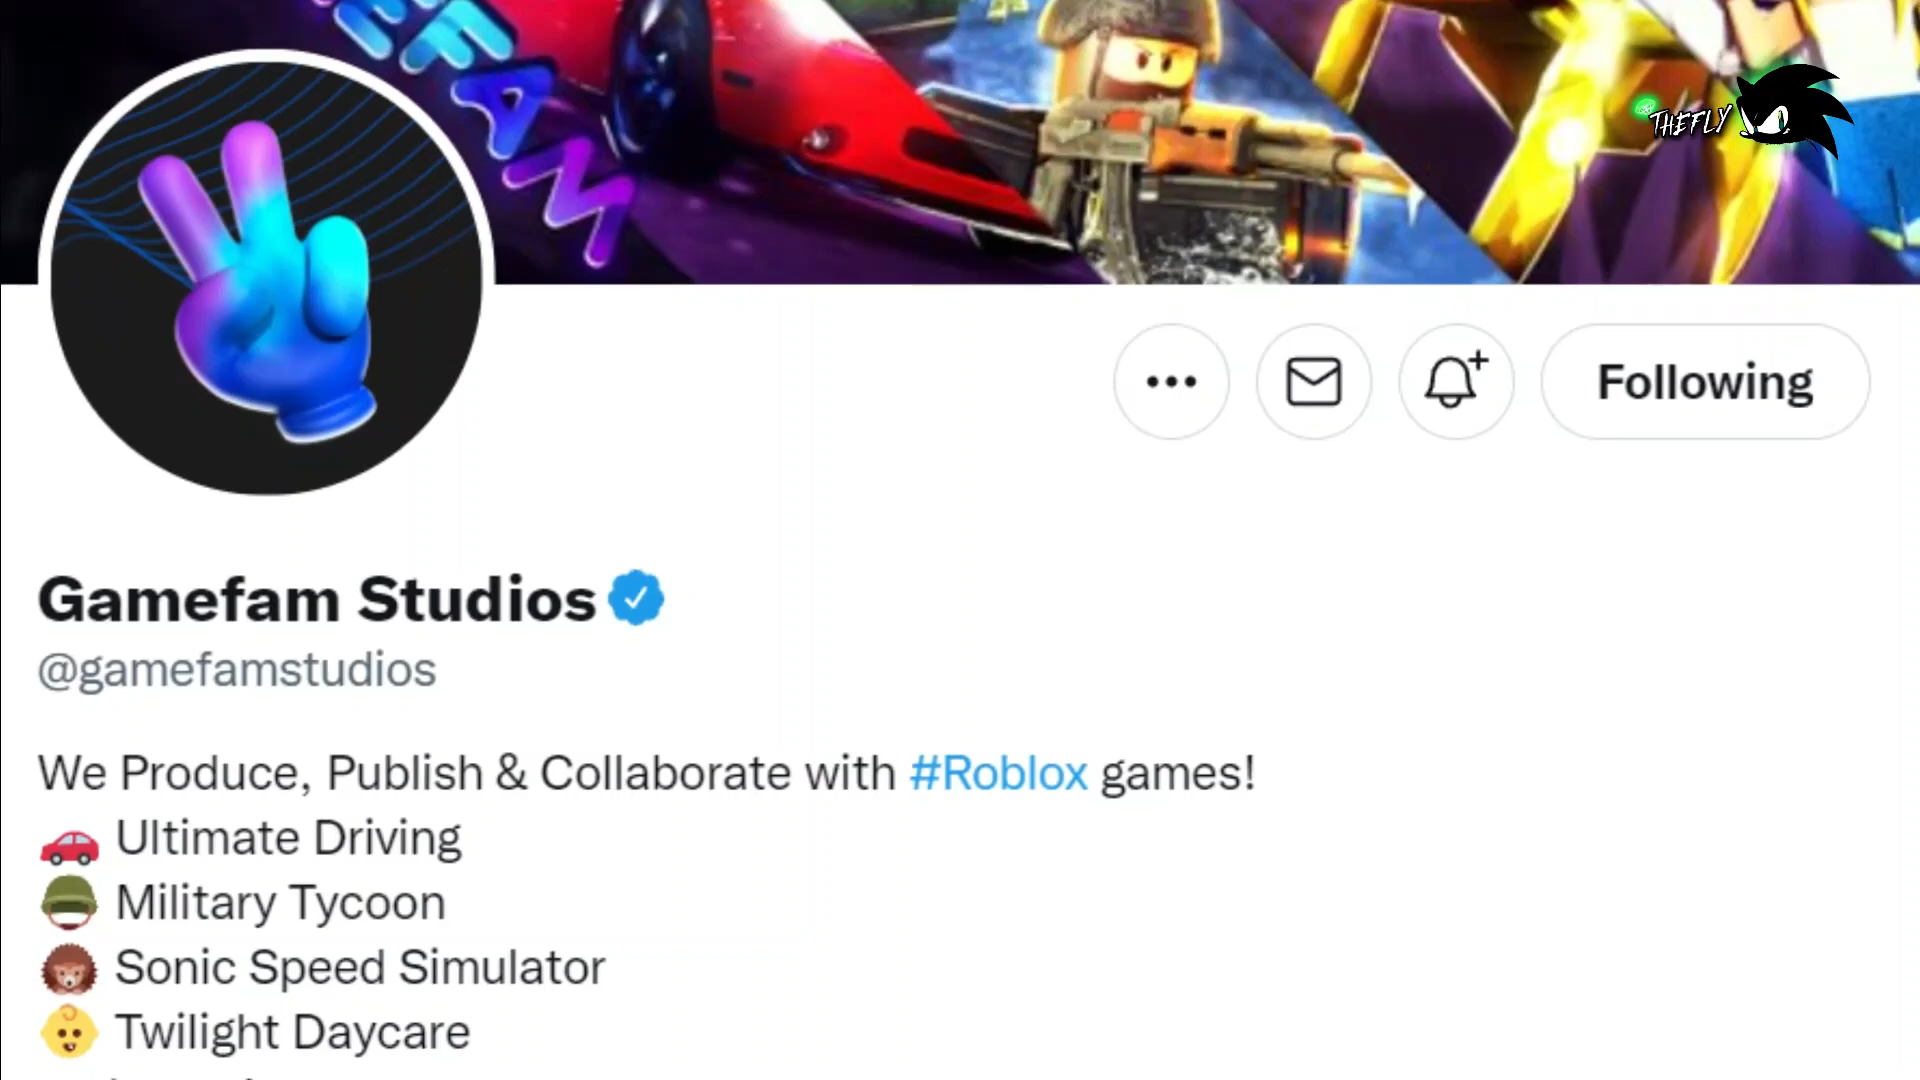 EFAM
THEFLY
Following
Gamefam Studios
@gamefamstudios
We Produce, Publish & Collaborate with #Roblox games!
Ultimate Driving
Military Tycoon
Sonic Speed Simulator
Twilight Daycare